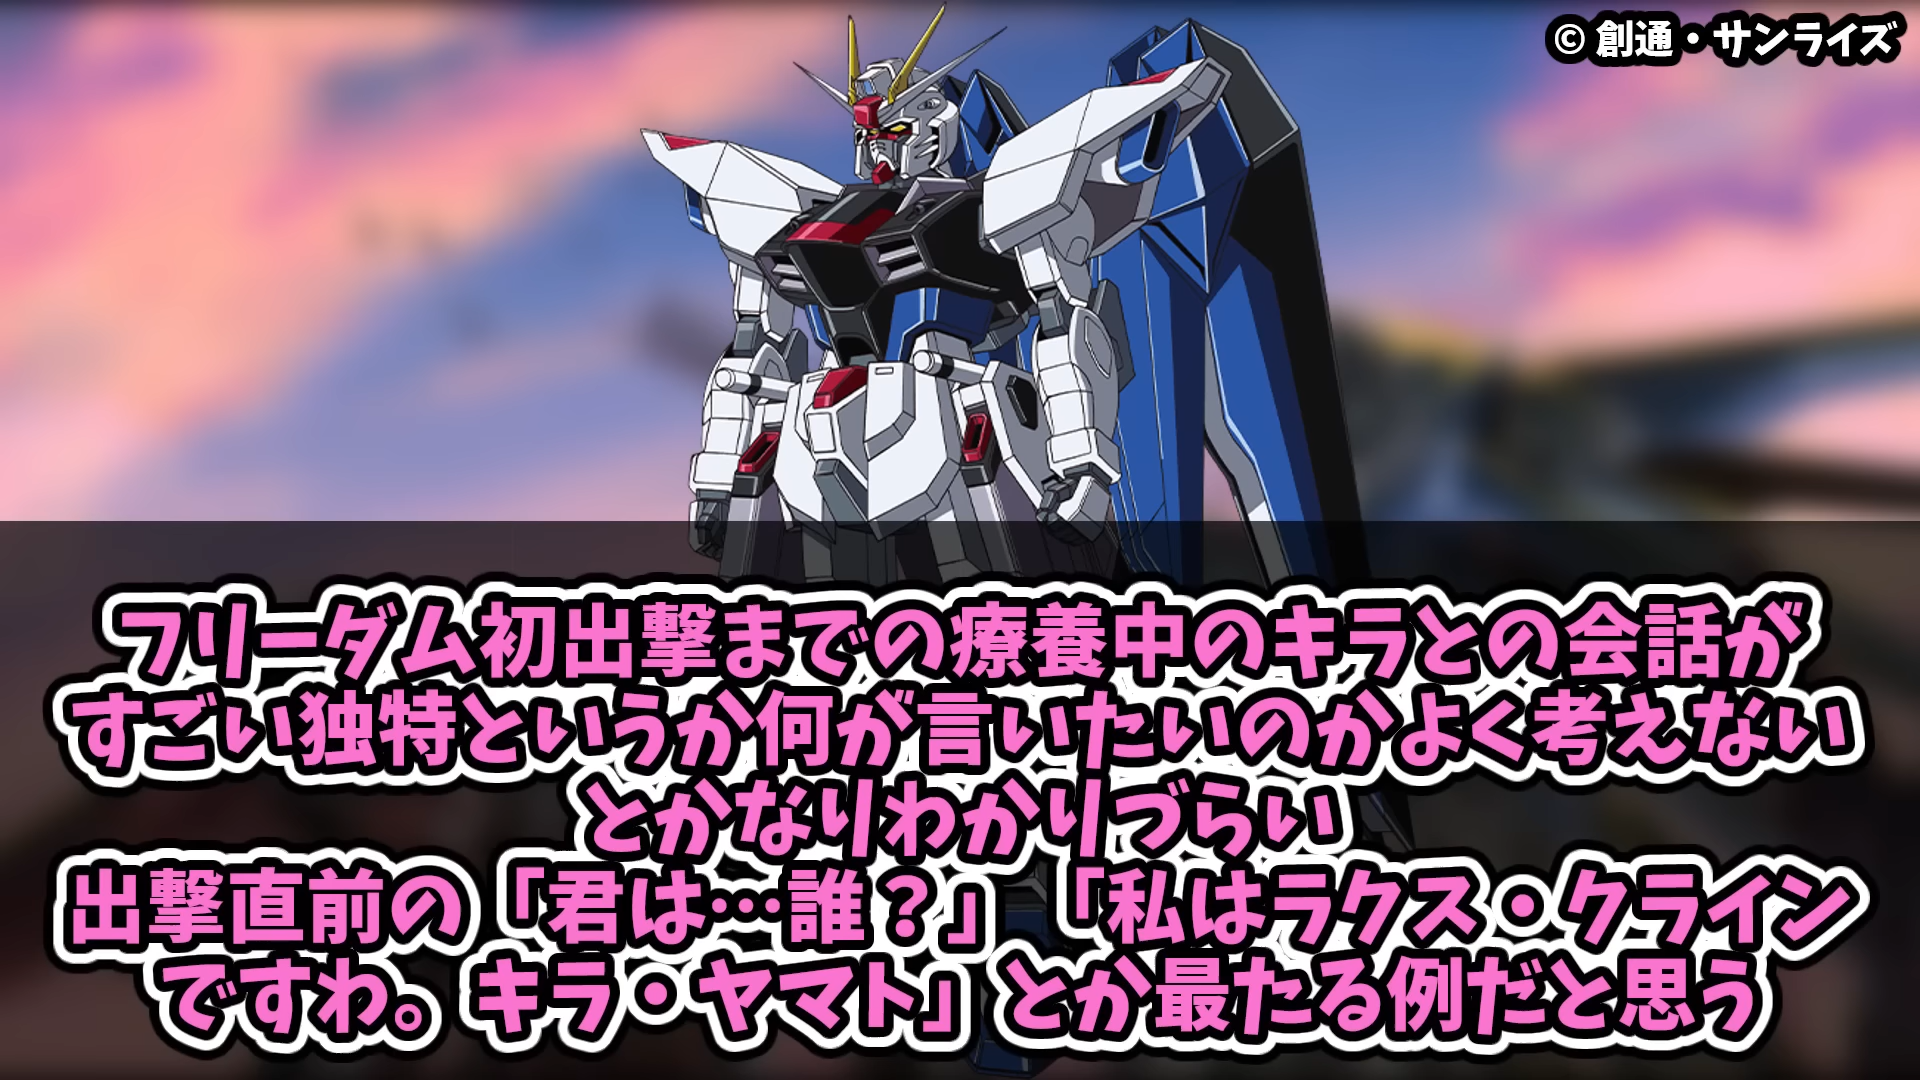 © 創通・サンライズ
フリーダム初出撃までの療養中のキラとの会話が
すごい独特というか何が言いたいのかよく考えない
とかなりわかりづらい
出撃直前の「君は…誰？」「私はラクス・クライン
ですわ。キラ・ヤマト」とか最たる例だと思う